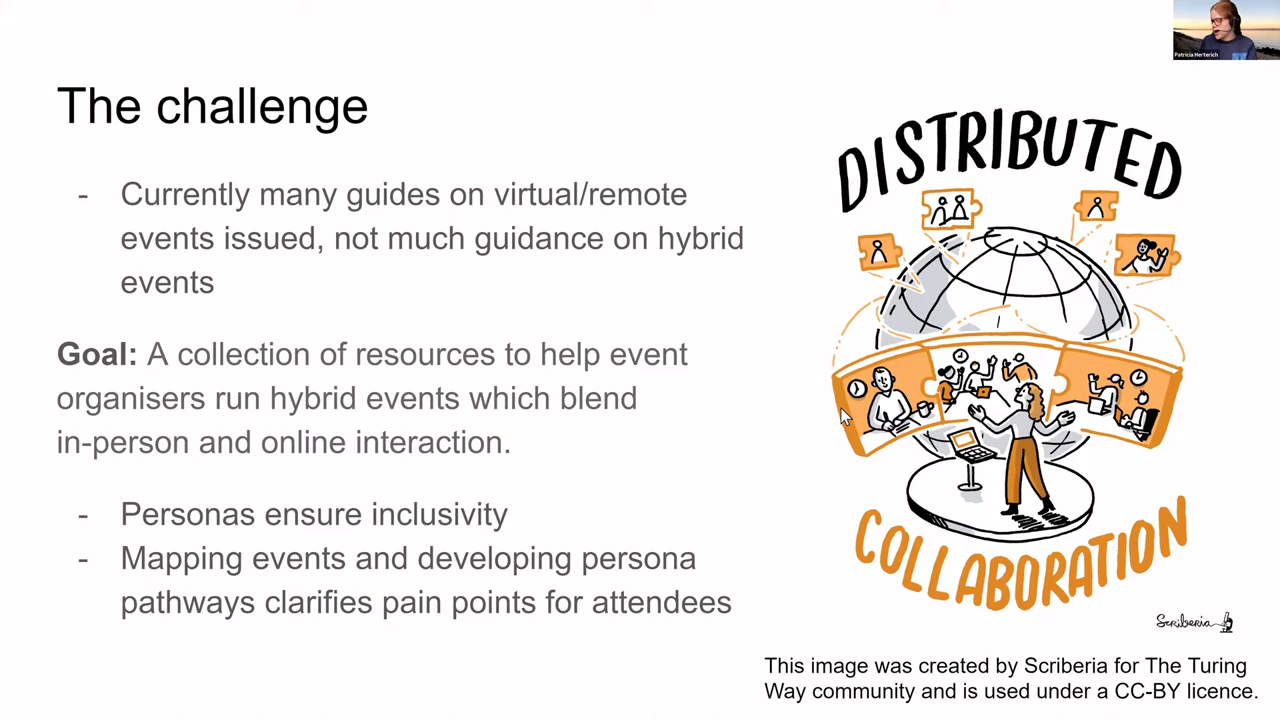 Patricia Herterich
The challenge
- Currently many guides on virtual/remote
events issued, not much guidance on hybrid
events
Goal: A collection of resources to help event
organisers run hybrid events which blend
in-person and online interaction.
- Personas ensure inclusivity
- Mapping events and developing persona
pathways clarifies pain points for attendees
DISTRIBUTED
COLLABORATION
Scriberia
This image was created by Scriberia for The Turing
Way community and is used under a CC-BY licence.